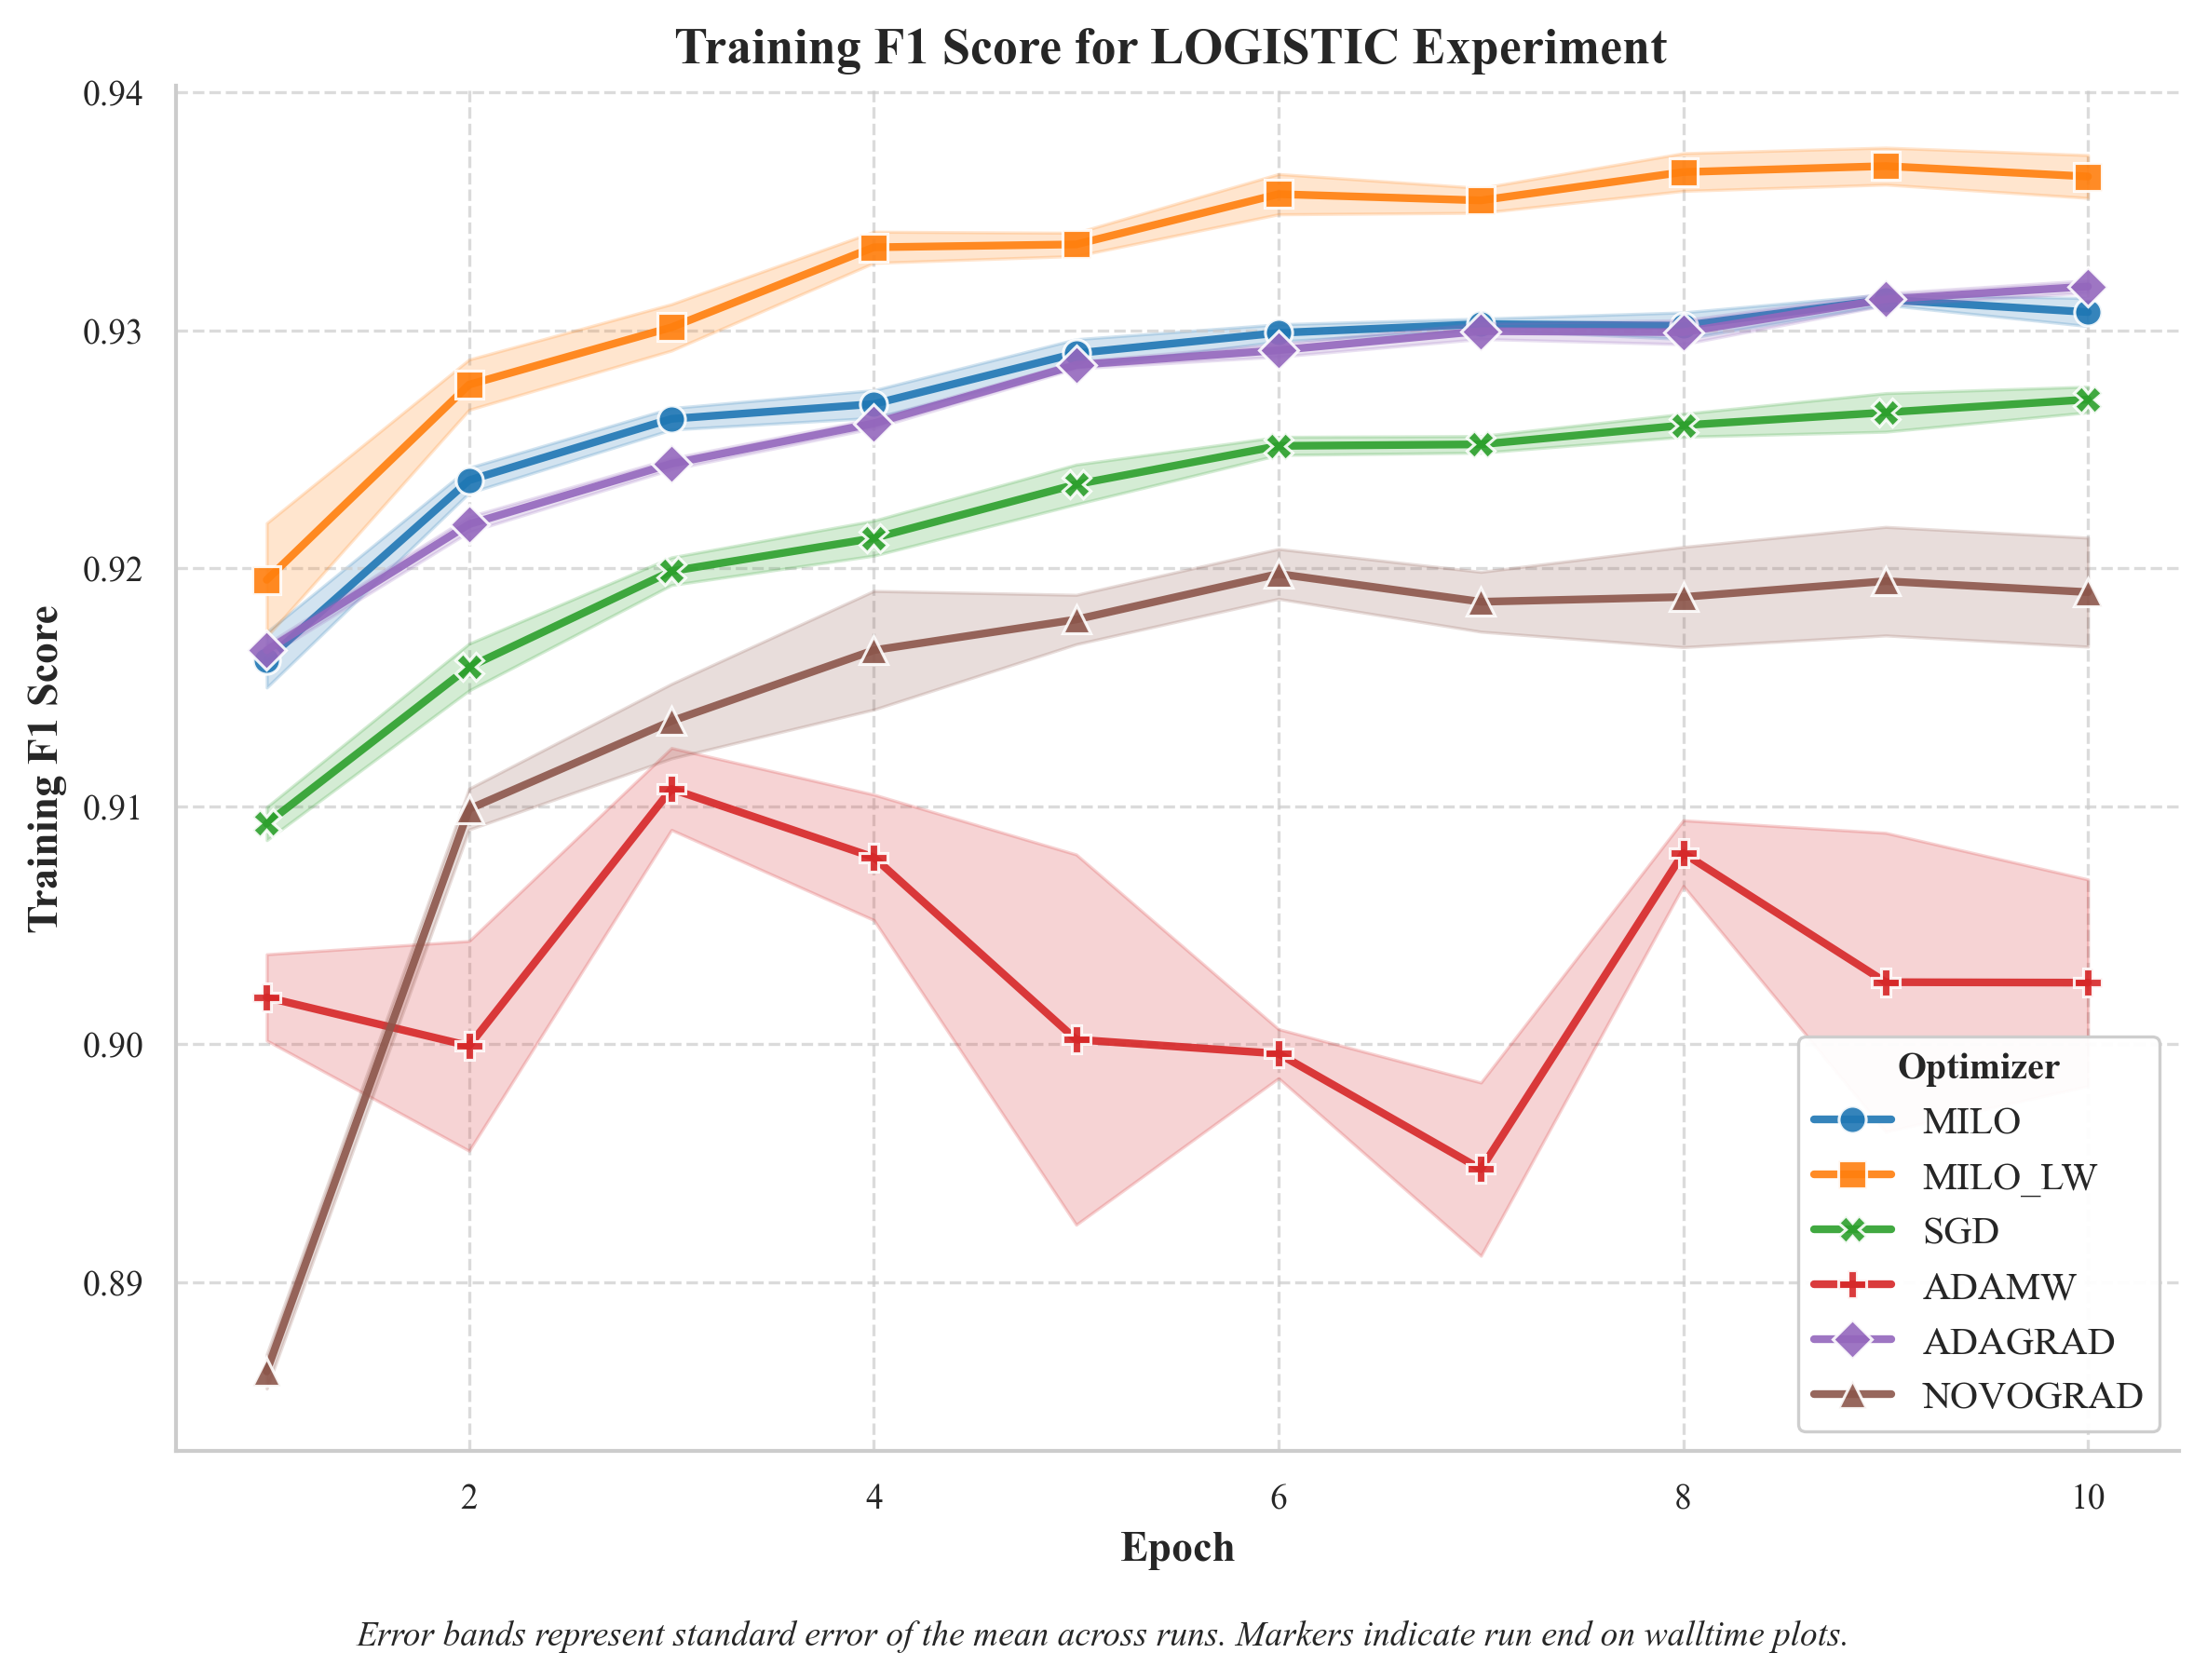 Training F1 Score for LOGISTIC Experiment
Training F1 Score
0.94
0.93
0.92
0.91
0.90
0.89
2
4
6
8
10
Epoch
Optimizer
MILO
MILO_LW
SGD
ADAMW
ADAGRAD
NOVOGRAD
Error bands represent standard error of the mean across runs. Markers indicate run end on walltime plots.